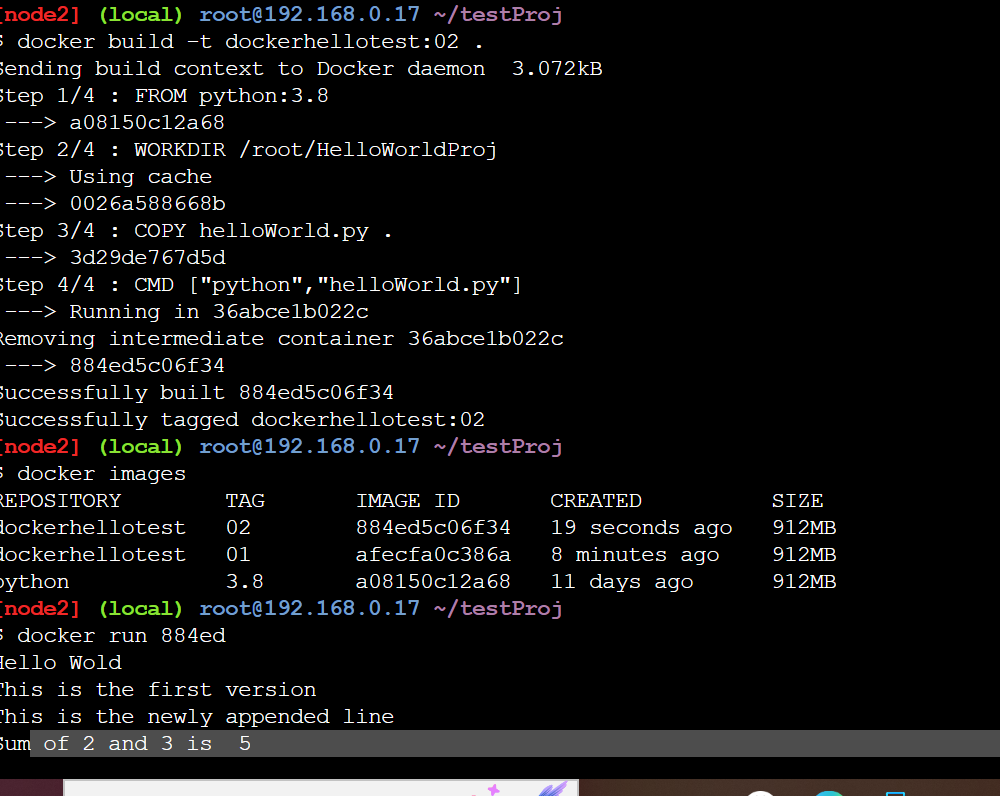 [node2] (local) root@192.168.0.17 ~/testProj
$ docker build -t dockerhellotest:02 .
Sending build context to Docker daemon  3.072kB
Step 1/4 : FROM python:3.8
 ---> a08150c12a68
Step 2/4 : WORKDIR /root/HelloWorldProj
 ---> Using cache
 ---> 0026a588668b
Step 3/4 : COPY helloWorld.py .
 ---> 3d29de767d5d
Step 4/4 : CMD ["python","helloWorld.py"]
 ---> Running in 36abce1b022c
Removing intermediate container 36abce1b022c
 ---> 884ed5c06f34
Successfully built 884ed5c06f34
Successfully tagged dockerhellotest:02
[node2] (local) root@192.168.0.17 ~/testProj
$ docker images
REPOSITORY        TAG       IMAGE ID       CREATED          SIZE
dockerhellotest   02        884ed5c06f34   19 seconds ago   912MB
dockerhellotest   01        afecfa0c386a   8 minutes ago    912MB
python            3.8       a08150c12a68   11 days ago      912MB
[node2] (local) root@192.168.0.17 ~/testProj
$ docker run 884ed
Hello Wold
This is the first version
This is the newly appended line
Sum of 2 and 3 is  5